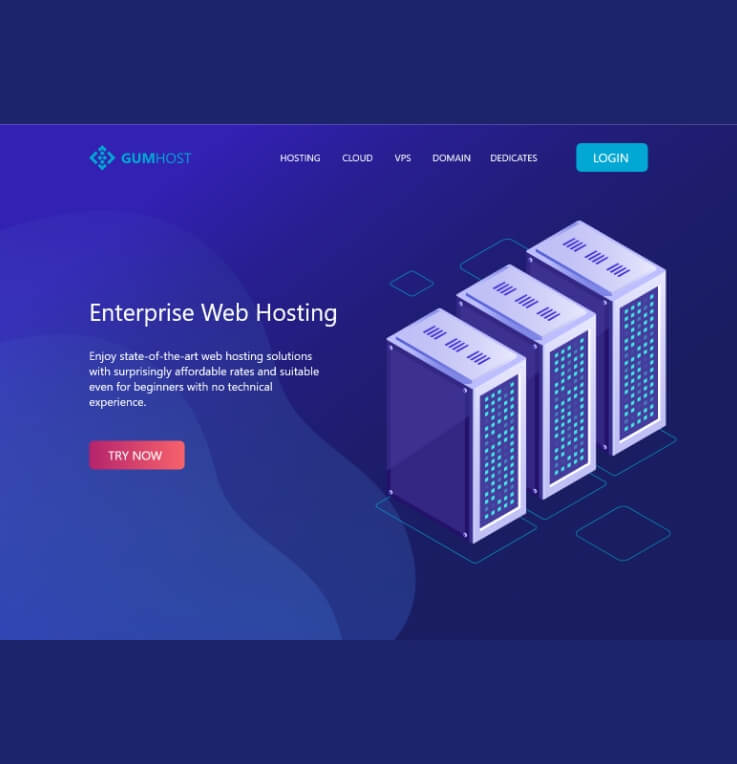 GUMHOST
HOSTING
CLOUD
VPS
DOMAIN
DEDICATES
LOGIN
Enterprise Web Hosting
Enjoy state-of-the-art web hosting solutions
with surprisingly affordable rates and suitable
even for beginners with no technical
experience.
TRY NOW